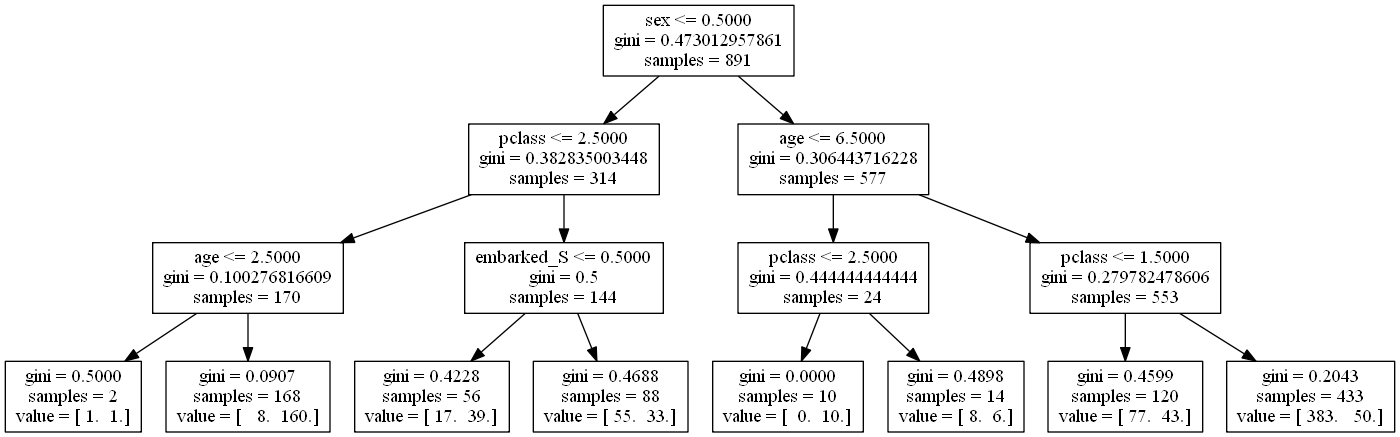 sex <= 0.5000
gini = 0.473012957861
samples = 891
pclass <= 2.5000
gini = 0.382835003448
samples = 314
age <= 6.5000
gini = 0.306443716228
samples = 577
age <= 2.5000
gini = 0.100276816609
samples = 170
embarked_S <= 0.5000
gini = 0.5
samples = 144
pclass <= 2.5000
gini = 0.444444444444
samples = 24
pclass <= 1.5000
gini = 0.279782478606
samples = 553
gini = 0.5000
samples = 2
value = [ 1. 1.]
gini = 0.0907
samples = 168
value = [ 8. 160.]
gini = 0.4228
samples = 56
value = [ 17. 39.]
gini = 0.4688
samples = 88
value = [ 55. 33.]
gini = 0.0000
samples = 10
value = [ 0. 10.]
gini = 0.4898
samples = 14
value = [ 8. 6.]
gini = 0.4599
samples = 120
value = [ 77. 43.]
gini = 0.2043
samples = 433
value = [ 383. 50.]